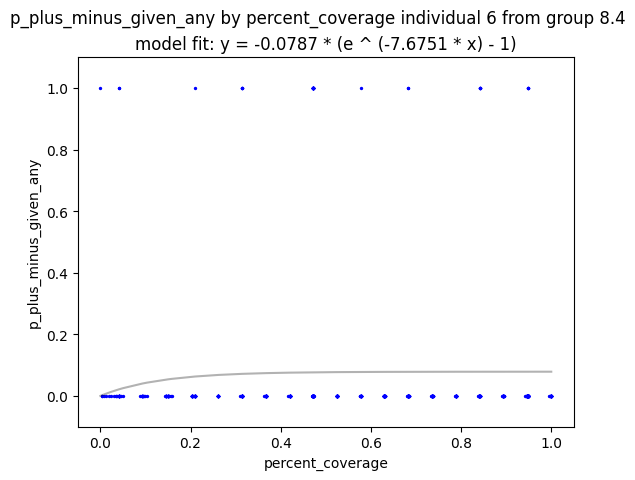 p_plus_minus_given_any by percent_coverage individual 6 from group 8.4
model fit: y = -0.0787 * (e ^ (-7.6751 * x) - 1)
1.0
0.8
0.6
0.4
0.2
0.0
p_plus_minus_given_any
0.0 0.2 0.4 0.6 0.8 1.0
percent_coverage